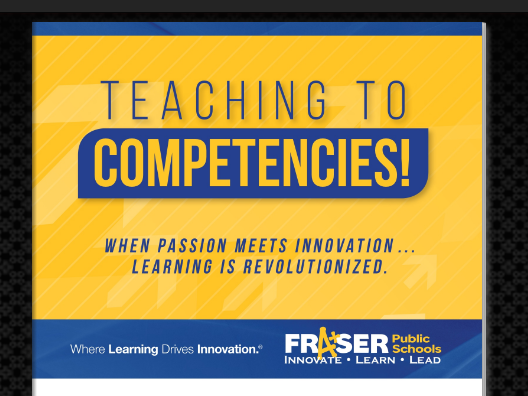 TEACHING TO
COMPETENCIES!
WHEN PASSION MEETS INNOVATION...
LEARNING IS REVOLUTIONIZED.
Where Learning Drives Innovation.®
FRASER Public Schools
INNOVATE • LEARN • LEAD